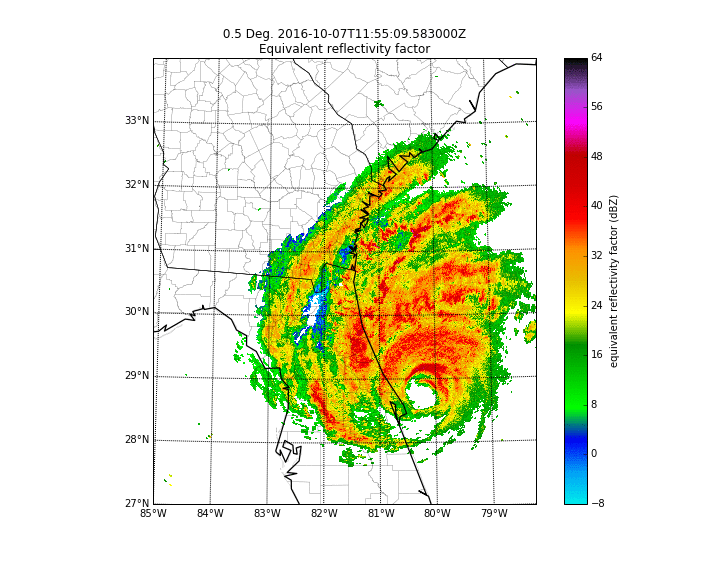 0.5 Deg. 2016-10-07T11:55:09.583000Z
Equivalent reflectivity factor
33°N
32°N
31°N
30°N
29°N
28°N
27°N
85°W 84°W 83°W 82°W 81°W 80°W 79°W
64
56
48
40
32
24
16
8
0
−8
equivalent reflectivity factor (dBZ)